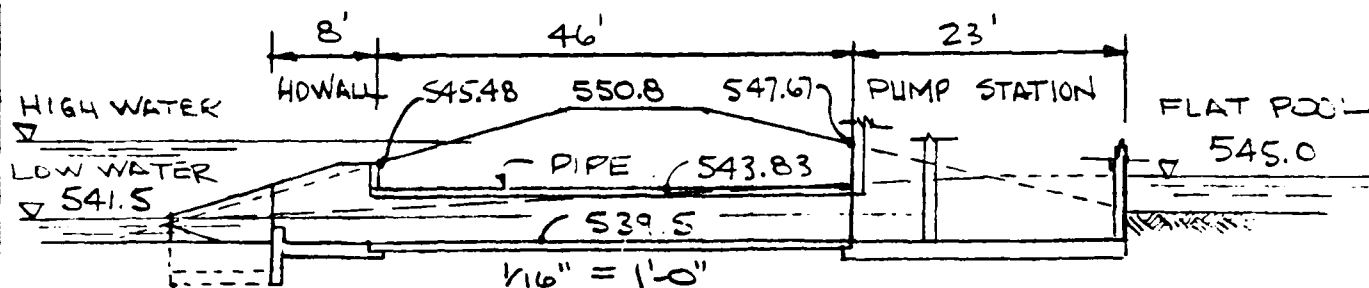 8' 46' 23'
HDWALL 545.48 550.8 547.67 PUMP STATION
HIGH WATER FLAT POOL
LOW WATER PIPE 543.83 545.0
541.5
539.5
1/16" = 1'-0"